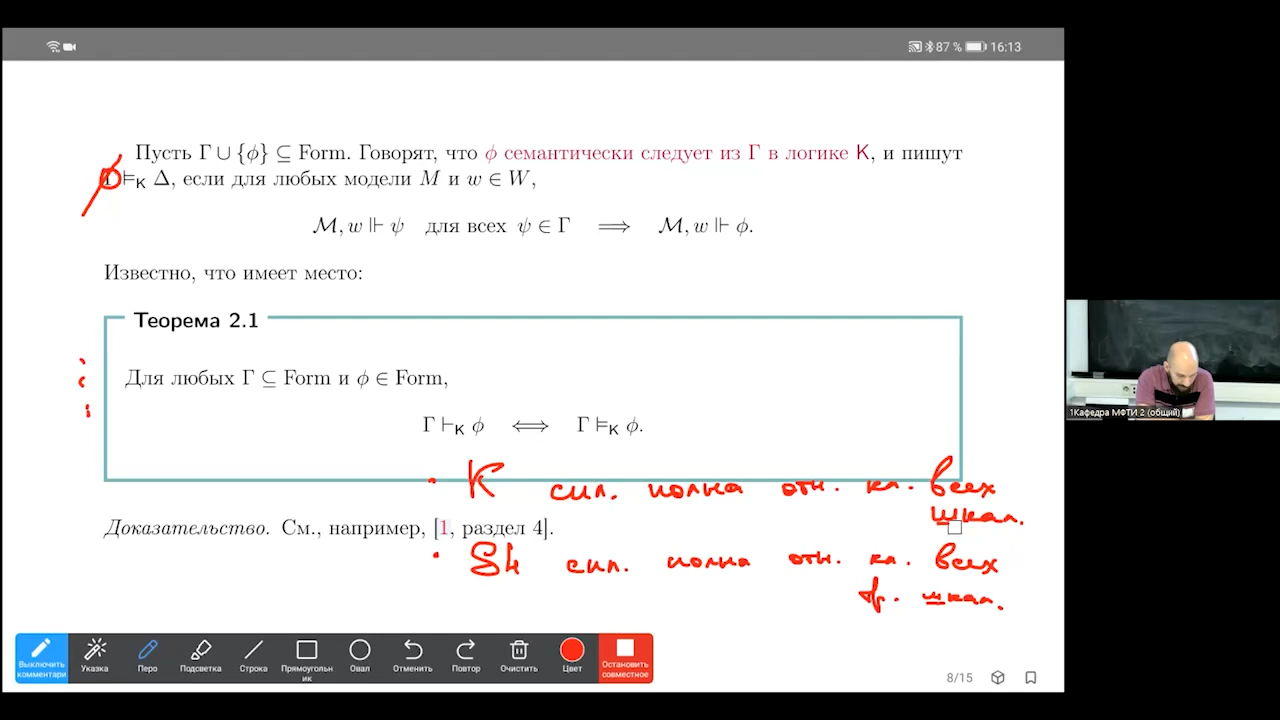 87 % 16:13
Пусть Γ ∪ {ϕ} ⊆ Form. Говорят, что ϕ семантически следует из Γ в логике K, и пишут
⊨K Δ, если для любых модели M и w ∈ W,
ℳ, w ⊩ ψ для всех ψ ∈ Γ ⟹ ℳ, w ⊩ ϕ.
Известно, что имеет место:
Теорема 2.1
Для любых Γ ⊆ Form и ϕ ∈ Form,
Γ ⊢K ϕ ⟺ Γ ⊨K ϕ.
· K сил. полна отн. кл. всех
шкал.
Доказательство. См., например, [1, раздел 4].
· S4 сил. полна отн. кл. всех
шкал.
Выключить
комментари
Указка
Перо
Подсветка
Строка
Прямоугольн
ик
Овал
Отменить
Повтор
Очистить
Цвет
Остановить
совместное
8/15
1Кафедра МФТИ 2 (общий)